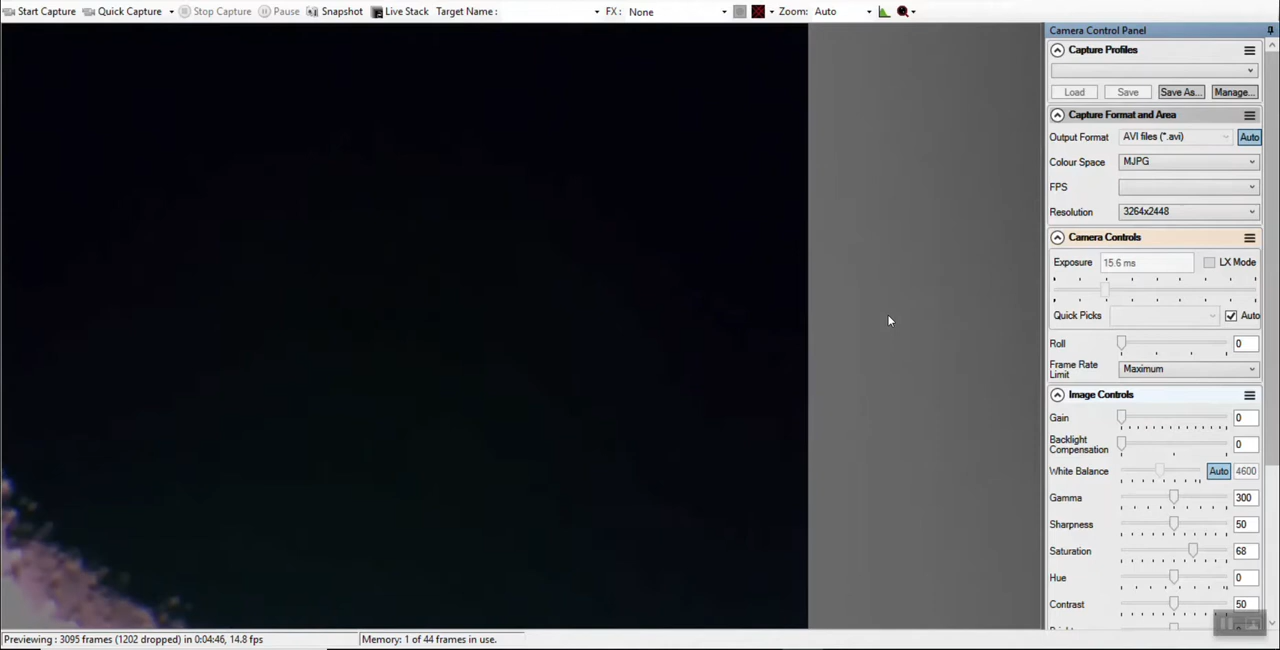 Start Capture Quick Capture Stop Capture Pause Snapshot Live Stack Target Name : FX : None Zoom: Auto
Camera Control Panel
Capture Profiles
Load Save Save As... Manage...
Capture Format and Area
Output Format AVI files (*.avi) Auto
Colour Space MJPG
FPS
Resolution 3264x2448
Camera Controls
Exposure 15.6 ms LX Mode
Quick Picks Auto
Roll 0
Frame Rate
Limit Maximum
Image Controls
Gain 0
Backlight
Compensation 0
White Balance Auto 4600
Gamma 300
Sharpness 50
Saturation 68
Hue 0
Contrast 50
Previewing : 3095 frames (1202 dropped) in 0:04:46, 14.8 fps Memory: 1 of 44 frames in use.